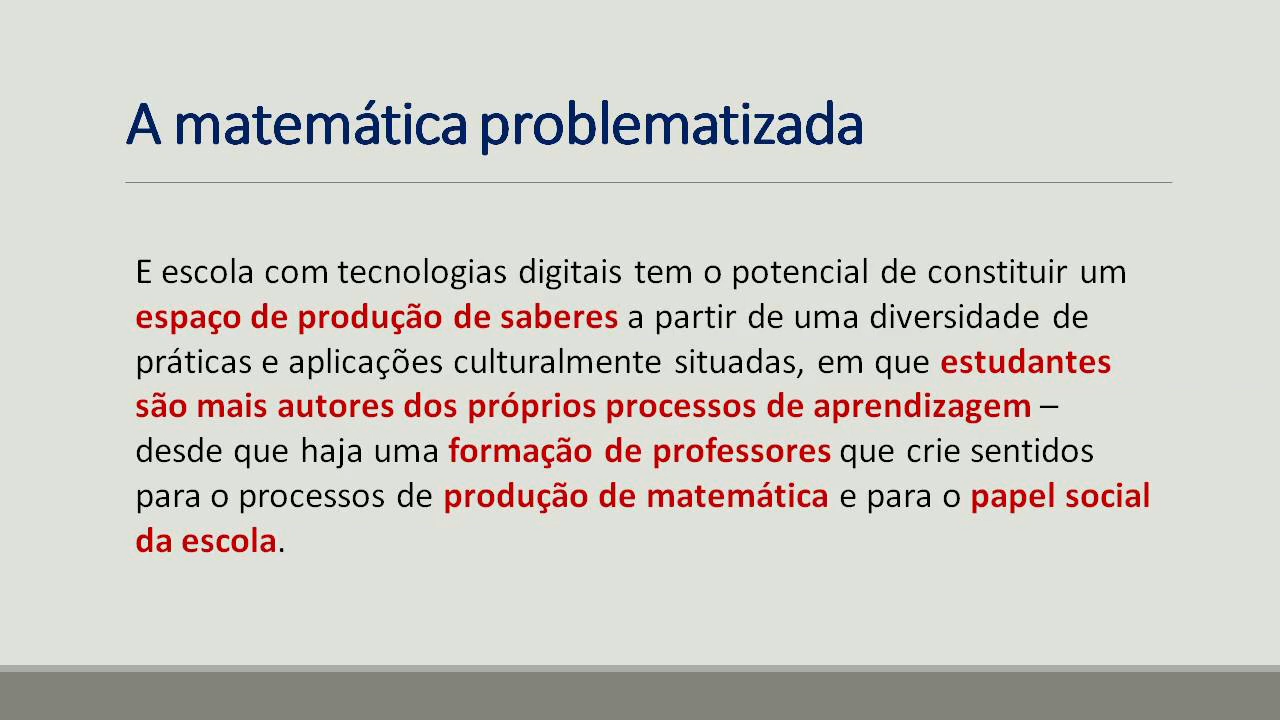 A matemática problematizada
E escola com tecnologias digitais tem o potencial de constituir um
espaço de produção de saberes a partir de uma diversidade de
práticas e aplicações culturalmente situadas, em que estudantes
são mais autores dos próprios processos de aprendizagem –
desde que haja uma formação de professores que crie sentidos
para o processos de produção de matemática e para o papel social
da escola.